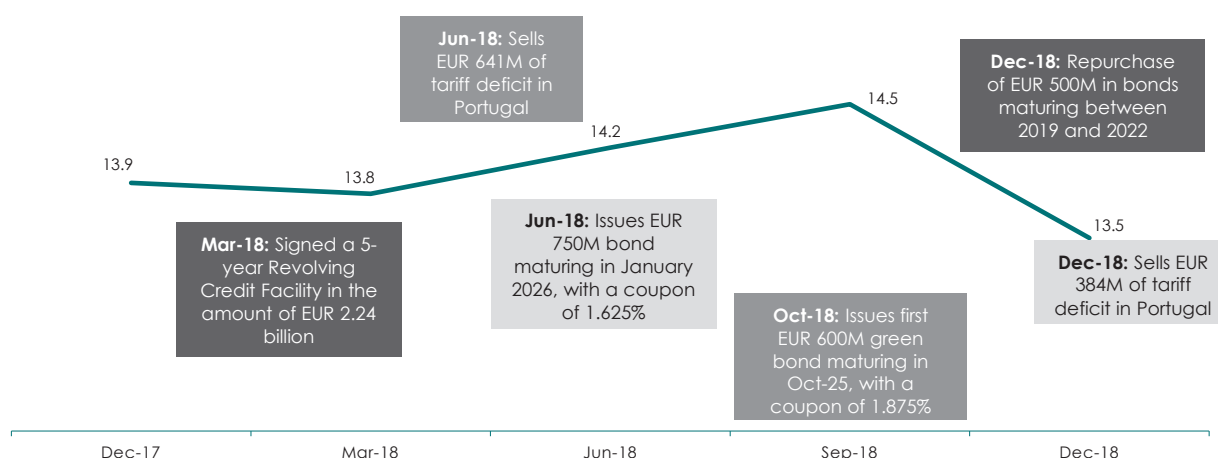 Jun-18: Sells
EUR 641M of
tariff deficit in
Portugal
Dec-18: Repurchase
of EUR 500M in bonds
maturing between
2019 and 2022
13.9
13.8
14.2
14.5
13.5
Mar-18: Signed a 5-
year Revolving
Credit Facility in the
amount of EUR 2.24
billion
Jun-18: Issues EUR
750M bond
maturing in January
2026, with a coupon
of 1.625%
Oct-18: Issues first
EUR 600M green
bond maturing in
Oct-25, with a
coupon of 1.875%
Dec-18: Sells EUR
384M of tariff
deficit in Portugal
Dec-17
Mar-18
Jun-18
Sep-18
Dec-18